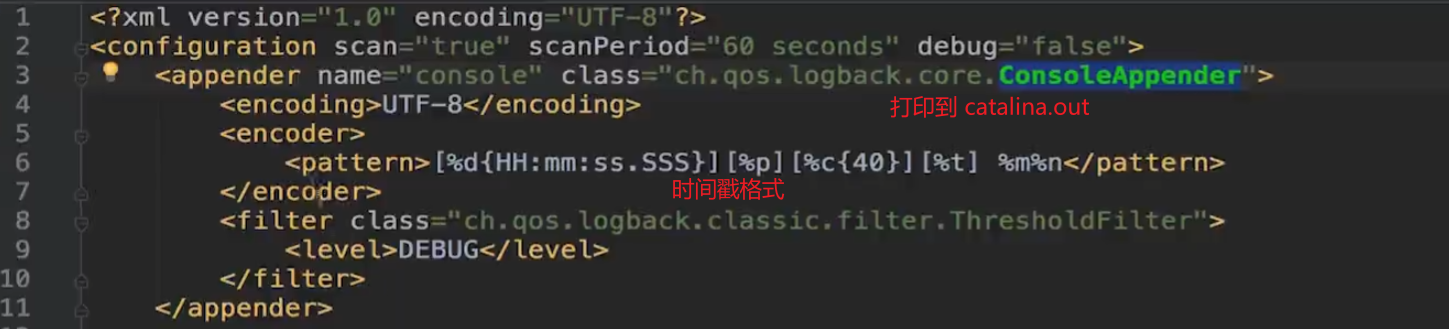 1 <?xml version="1.0" encoding="UTF-8"?>
2 <configuration scan="true" scanPeriod="60 seconds" debug="false">
3 <appender name="console" class="ch.qos.logback.core.ConsoleAppender">
4 <encoding>UTF-8</encoding> 打印到 catalina.out
5 <encoder>
6 <pattern>[%d{HH:mm:ss.SSS}][%p][%c{40}][%t] %m%n</pattern>
7 </encoder> 时间戳格式
8 <filter class="ch.qos.logback.classic.filter.ThresholdFilter">
9 <level>DEBUG</level>
10 </filter>
11 </appender>